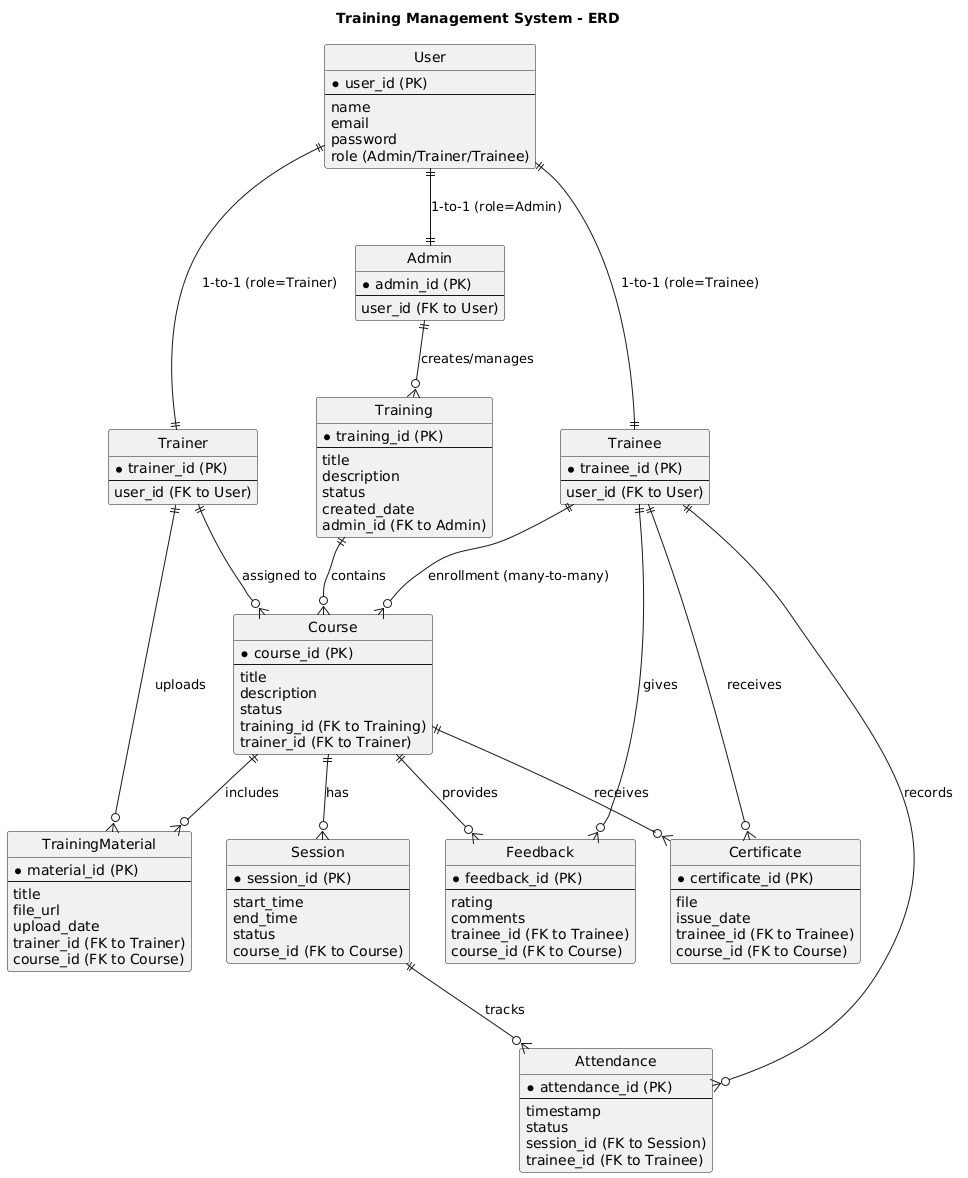 Training Management System - ERD
User
user_id (PK)
name
email
password
role (Admin/Trainer/Trainee)
1-to-1 (role=Admin)
Admin
admin_id (PK)
user_id (FK to User)
1-to-1 (role=Trainer)
1-to-1 (role=Trainee)
creates/manages
Training
training_id (PK)
title
description
status
created_date
admin_id (FK to Admin)
Trainer
trainer_id (PK)
user_id (FK to User)
Trainee
trainee_id (PK)
user_id (FK to User)
assigned to
contains
enrollment (many-to-many)
Course
course_id (PK)
title
description
status
training_id (FK to Training)
trainer_id (FK to Trainer)
uploads
gives
receives
includes
has
provides
receives
records
TrainingMaterial
material_id (PK)
title
file_url
upload_date
trainer_id (FK to Trainer)
course_id (FK to Course)
Session
session_id (PK)
start_time
end_time
status
course_id (FK to Course)
Feedback
feedback_id (PK)
rating
comments
trainee_id (FK to Trainee)
course_id (FK to Course)
Certificate
certificate_id (PK)
file
issue_date
trainee_id (FK to Trainee)
course_id (FK to Course)
tracks
Attendance
attendance_id (PK)
timestamp
status
session_id (FK to Session)
trainee_id (FK to Trainee)